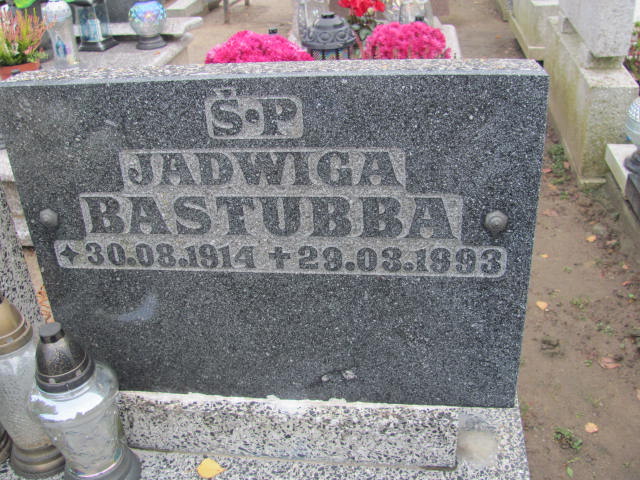 Ś•P
JADWIGA
BASTUBBA
✦30.08.1914 ✝29.03.1993